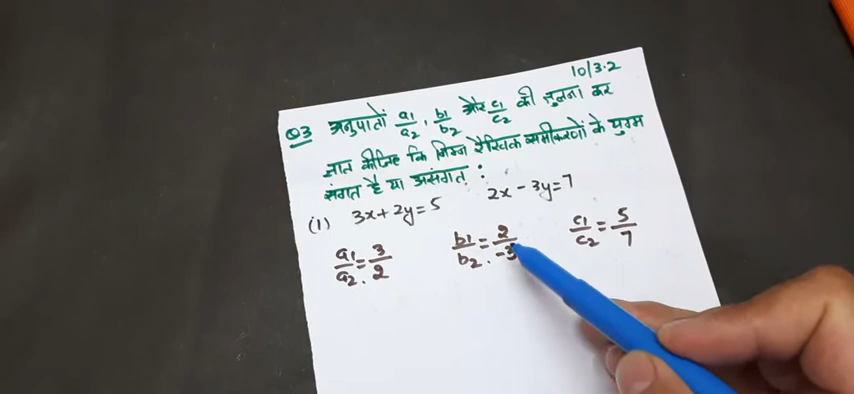 10/3.2
Q3 अनुपातों a1/a2, b1/b2 और c1/c2 की तुलना कर
ज्ञात कीजिए कि निम्न रैखिक समीकरणों के युग्म
संगत है या असंगत :
(1) 3x+2y=5 2x-3y=7
a1/a2 = 3/2 b1/b2 = 2/-3 c1/c2 = 5/7